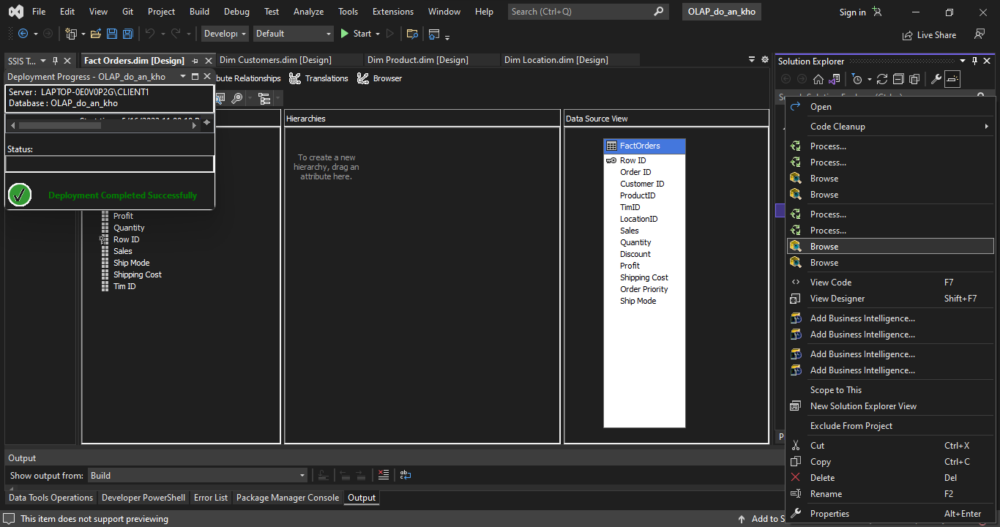 File Edit View Git Project Build Debug Test Analyze Tools Extensions Window Help Search (Ctrl+Q) OLAP_do_an_kho Sign in
Default Start Live Share
SSIS T... Fact Orders.dim [Design] Dim Customers.dim [Design] Dim Product.dim [Design] Dim Location.dim [Design]
Deployment Progress - OLAP_do_an_kho
Server : LAPTOP-0E0V0P2G\CLIENT1
Database : OLAP_do_an_kho
Status:
Deployment Completed Successfully
Relationships Translations Browser
Profit
Quantity
Row ID
Sales
Ship Mode
Shipping Cost
Tim ID
Hierarchies
To create a new
hierarchy, drag an
attribute here.
Data Source View
FactOrders
Row ID
Order ID
Customer ID
ProductID
TimID
LocationID
Sales
Quantity
Discount
Profit
Shipping Cost
Order Priority
Ship Mode
Solution Explorer
Open
Code Cleanup
Process...
Process...
Browse
Browse
Process...
Process...
Browse
Browse
View Code F7
View Designer Shift+F7
Add Business Intelligence...
Add Business Intelligence...
Add Business Intelligence...
Add Business Intelligence...
Scope to This
New Solution Explorer View
Exclude From Project
Cut Ctrl+X
Copy Ctrl+C
Delete Del
Rename F2
Properties Alt+Enter
Output
Show output from: Build
Data Tools Operations Developer PowerShell Error List Package Manager Console Output
This item does not support previewing Add to